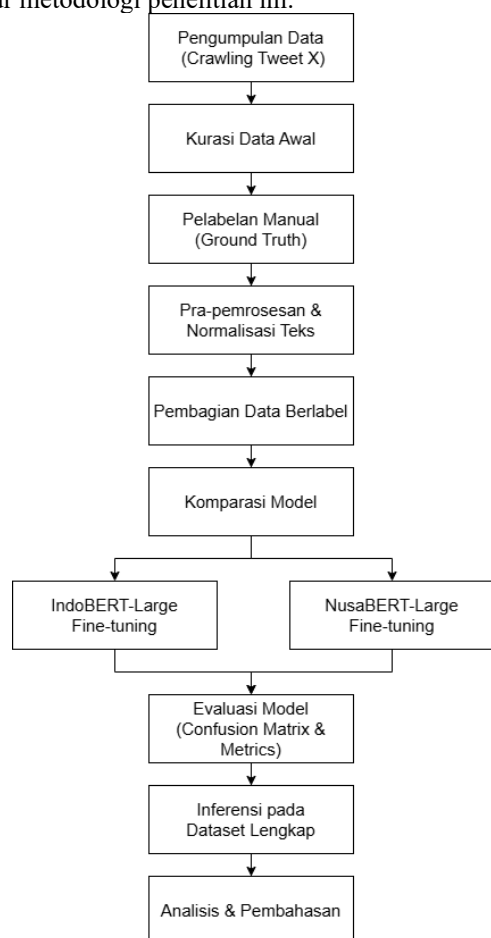 metodologi penelitian ini.
Pengumpulan Data
(Crawling Tweet X)
Kurasi Data Awal
Pelabelan Manual
(Ground Truth)
Pra-pemrosesan &
Normalisasi Teks
Pembagian Data Berlabel
Komparasi Model
IndoBERT-Large
Fine-tuning
NusaBERT-Large
Fine-tuning
Evaluasi Model
(Confusion Matrix &
Metrics)
Inferensi pada
Dataset Lengkap
Analisis & Pembahasan